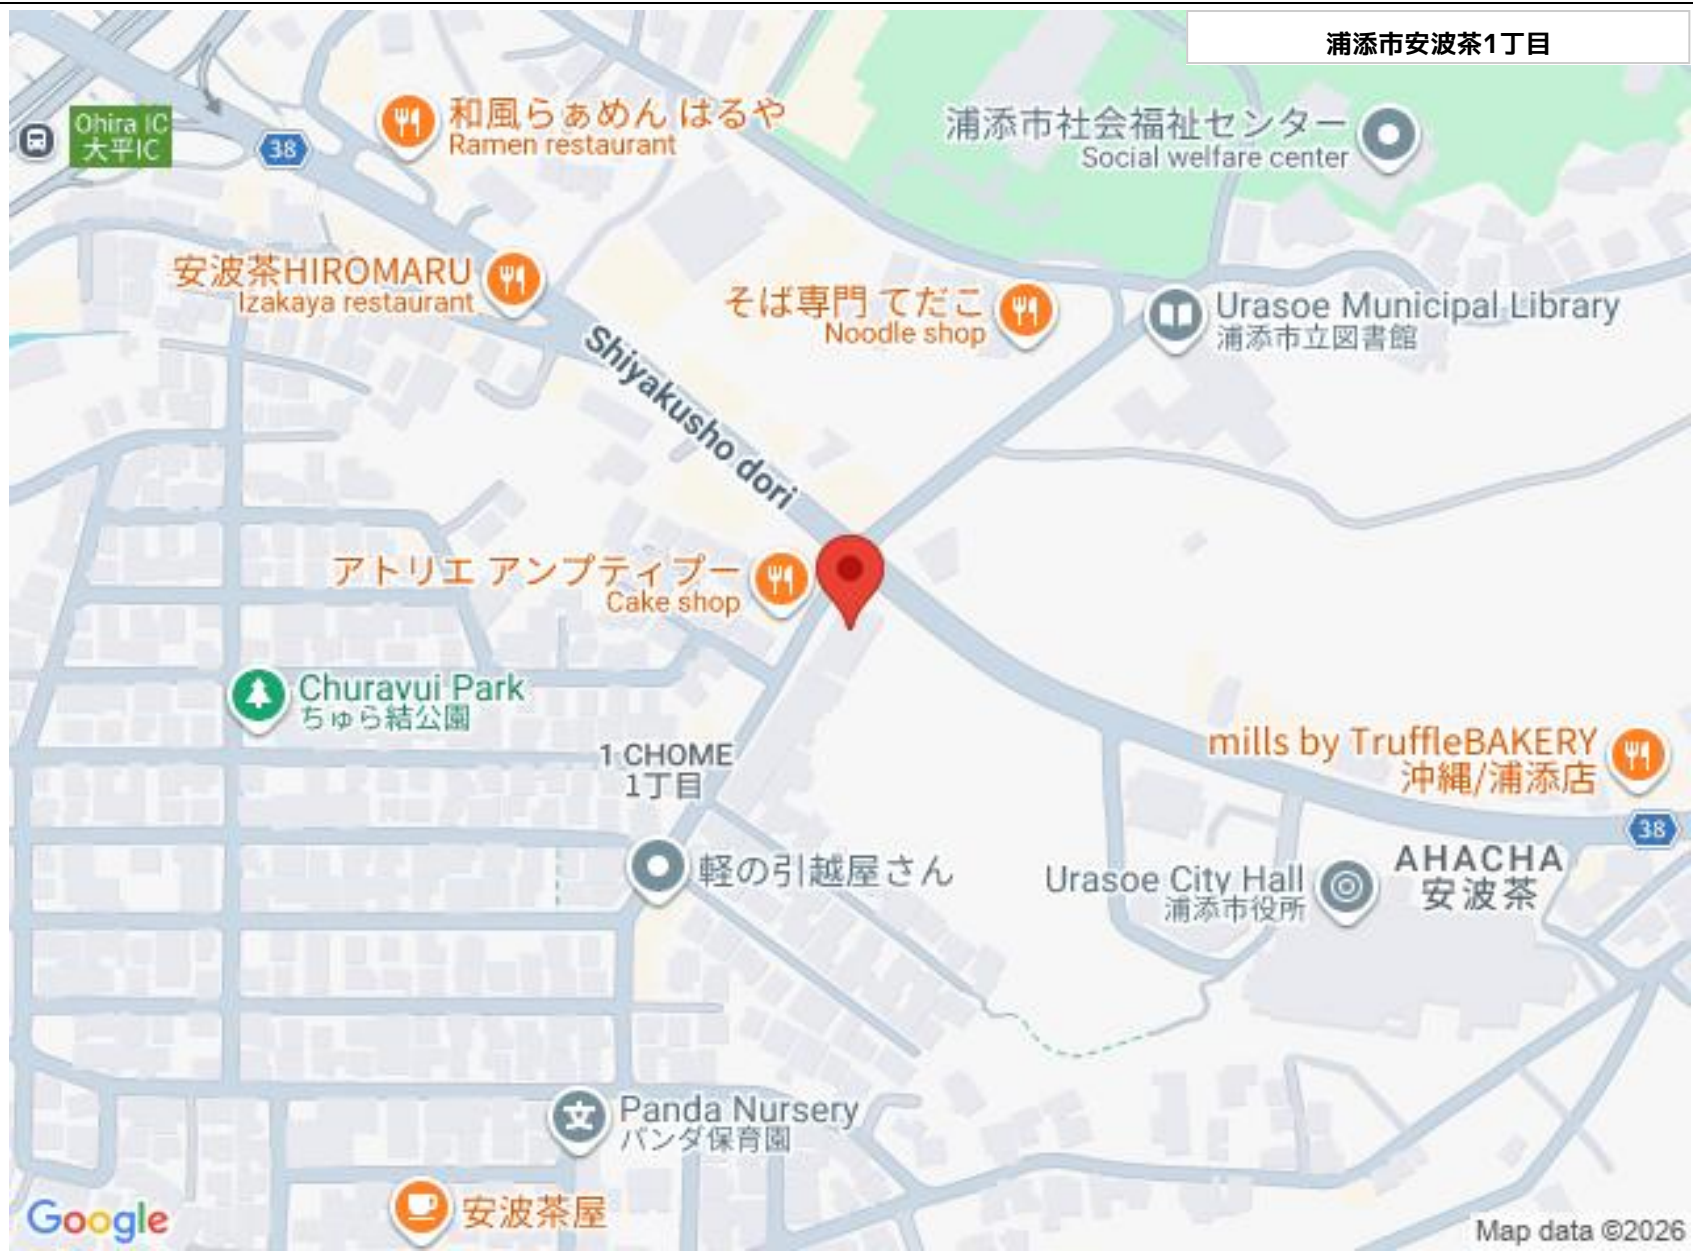 浦添市安波茶1丁目
Ohira IC
大平IC
38
和風らぁめん はるや
Ramen restaurant
浦添市社会福祉センター
Social welfare center
安波茶HIROMARU
Izakaya restaurant
そば専門 てだこ
Noodle shop
Urasoe Municipal Library
浦添市立図書館
Shiyakusho dori
アトリエ アンプティプー
Cake shop
Churavui Park
ちゅら結公園
1 CHOME
1丁目
mills by TruffleBAKERY
沖縄/浦添店
38
軽の引越屋さん
Urasoe City Hall
浦添市役所
AHACHA
安波茶
Panda Nursery
パンダ保育園
安波茶屋
Google
Map data ©2026